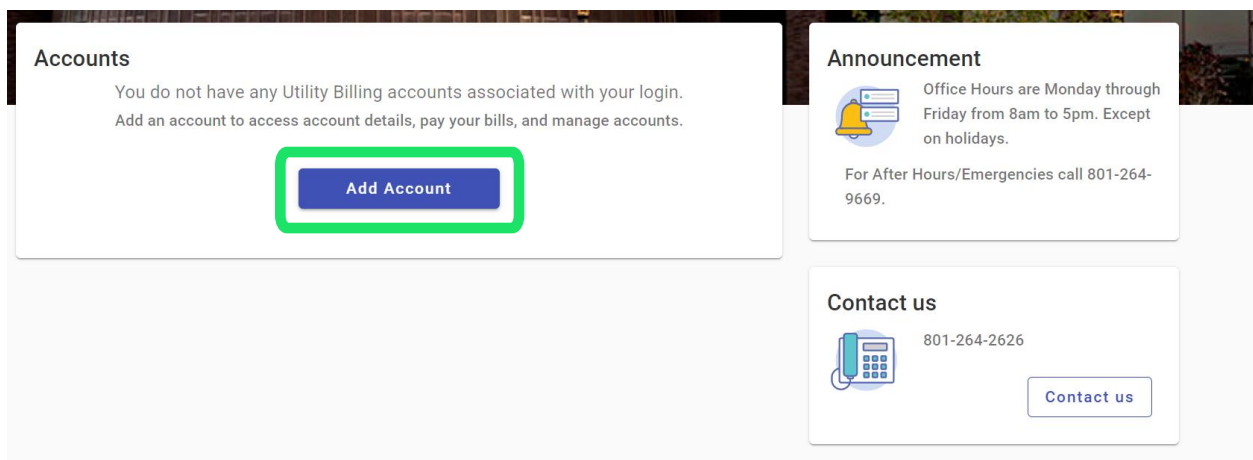 Accounts
You do not have any Utility Billing accounts associated with your login.
Add an account to access account details, pay your bills, and manage accounts.
Add Account
Announcement
Office Hours are Monday through
Friday from 8am to 5pm. Except
on holidays.
For After Hours/Emergencies call 801-264-
9669.
Contact us
801-264-2626
Contact us